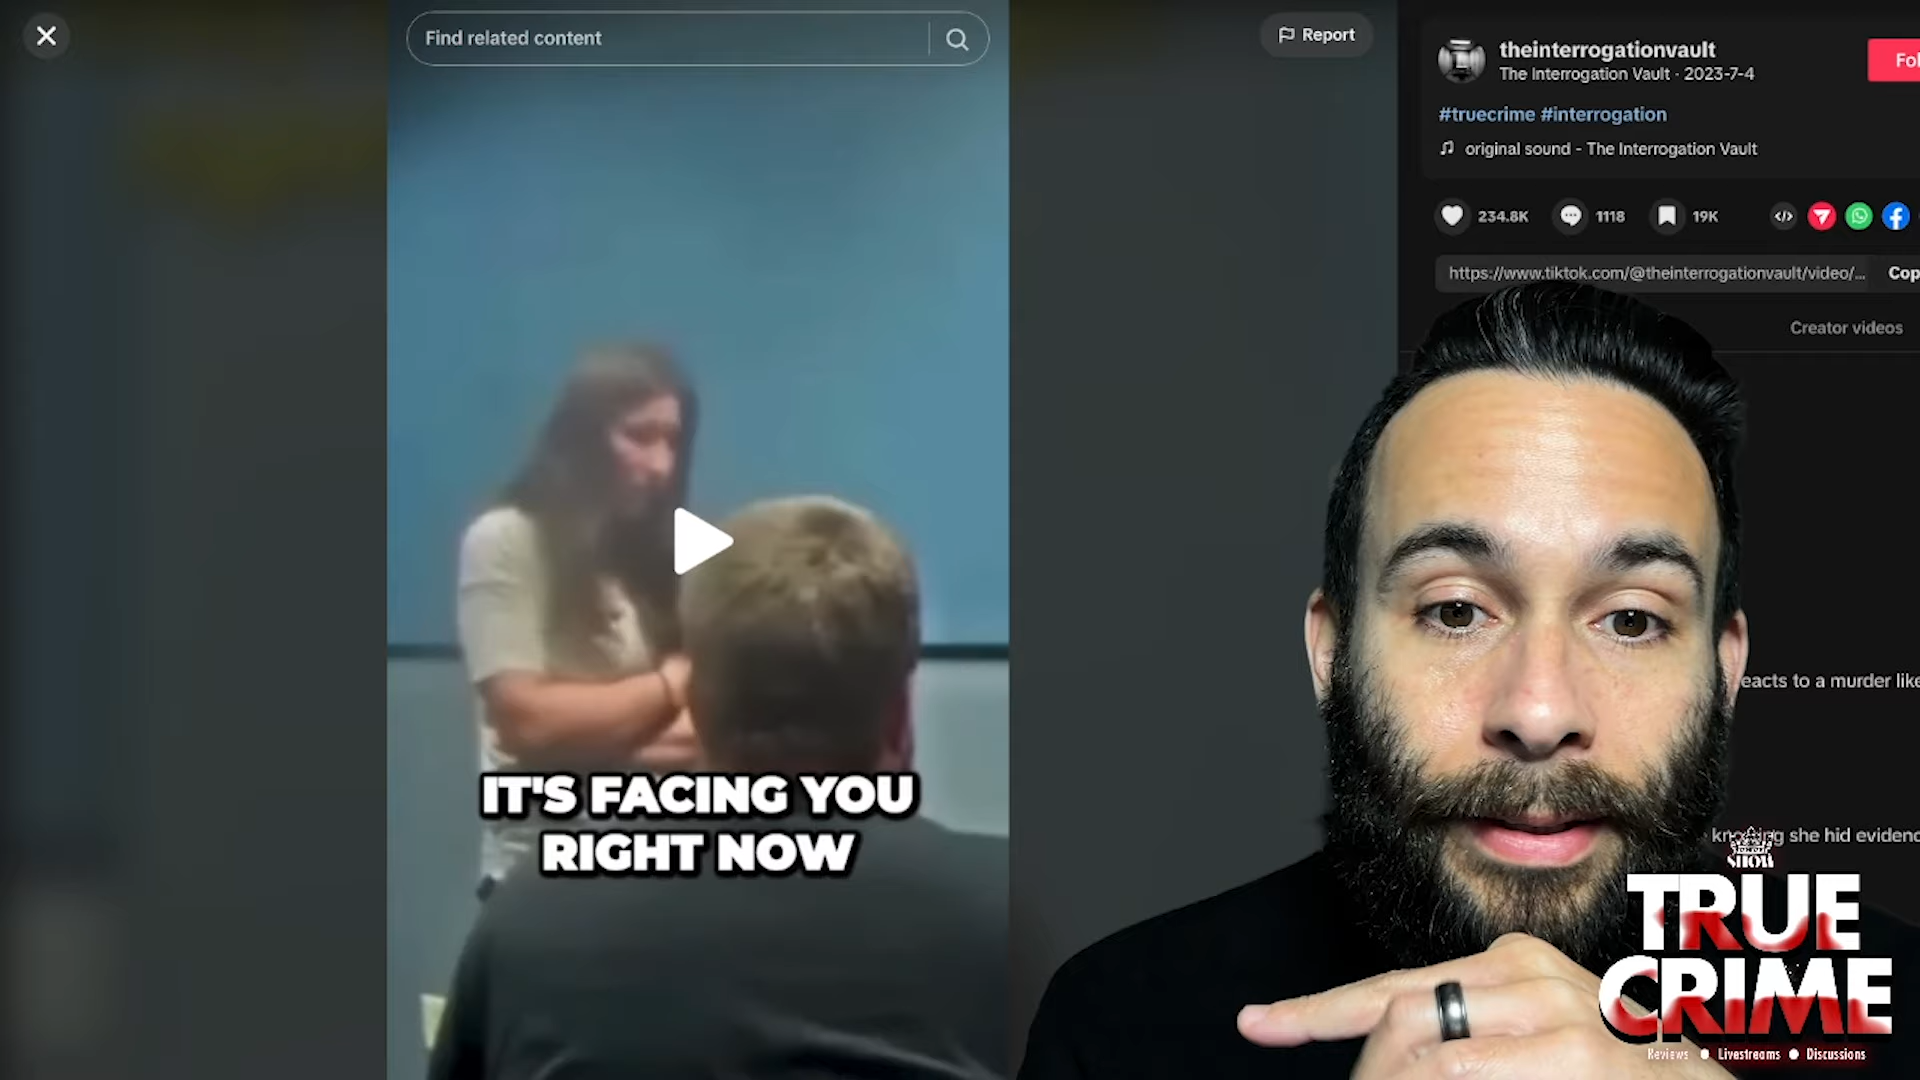 Find related content
Report
theinterrogationvault
The Interrogation Vault · 2023-7-4
Fol
#truecrime #interrogation
original sound - The Interrogation Vault
234.8K
1118
19K
https://www.tiktok.com/@theinterrogationvault/video/...
Cop
Creator videos
eacts to a murder like
IT'S FACING YOU
RIGHT NOW
she hid evidenc
SHOW
TRUE
CRIME
Reviews ● Livestreams ● Discussions